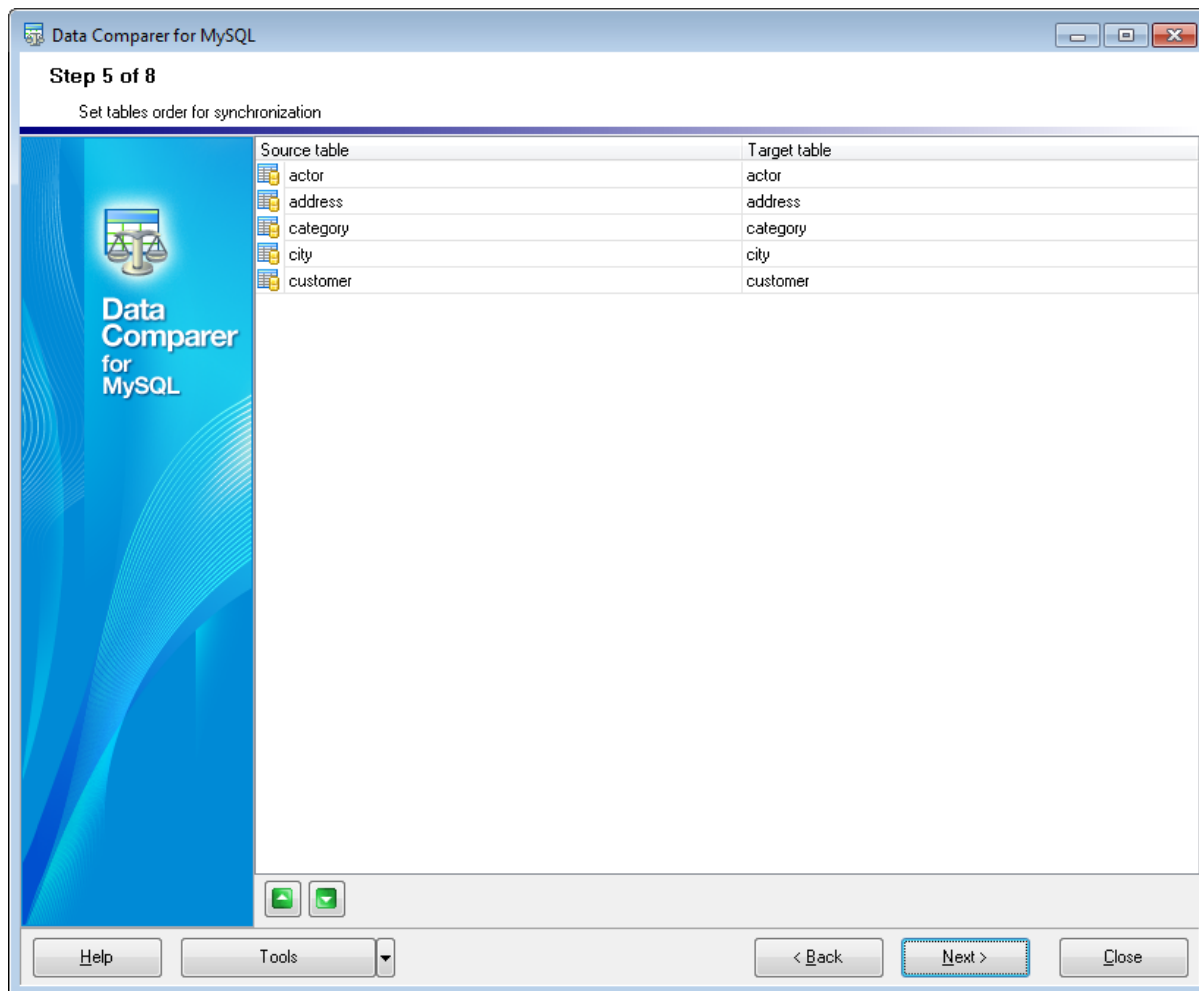 Data Comparer for MySQL
Step 5 of 8
Set tables order for synchronization
Source table Target table
actor actor
address address
category category
city city
customer customer
Data
Comparer
for
MySQL
Help Tools < Back Next > Close